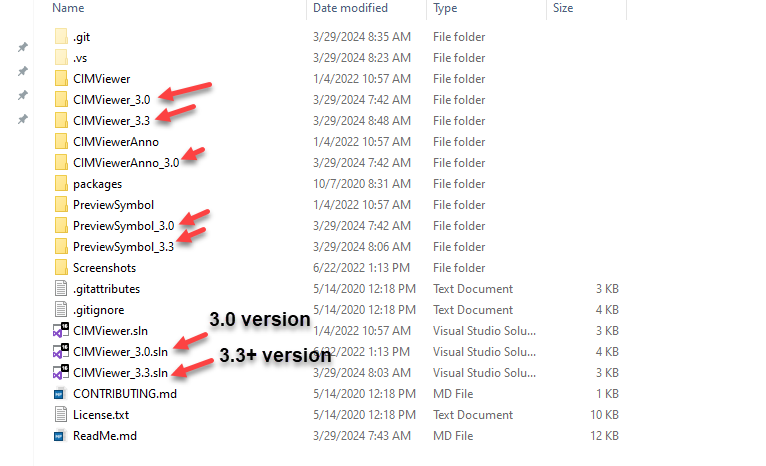 Name Date modified Type Size
.git 3/29/2024 8:35 AM File folder
.vs 3/29/2024 8:23 AM File folder
CIMViewer 1/4/2022 10:57 AM File folder
CIMViewer_3.0 3/29/2024 7:42 AM File folder
CIMViewer_3.3 3/29/2024 8:48 AM File folder
CIMViewerAnno 1/4/2022 10:57 AM File folder
CIMViewerAnno_3.0 3/29/2024 7:42 AM File folder
packages 10/7/2020 8:31 AM File folder
PreviewSymbol 1/4/2022 10:57 AM File folder
PreviewSymbol_3.0 3/29/2024 7:42 AM File folder
PreviewSymbol_3.3 3/29/2024 8:06 AM File folder
Screenshots 6/22/2022 1:13 PM File folder
.gitattributes 5/14/2020 12:18 PM Text Document 3 KB
.gitignore 5/14/2020 12:18 PM Text Document 4 KB
3.0 version
CIMViewer.sln 1/4/2022 10:57 AM Visual Studio Solu... 3 KB
CIMViewer_3.0.sln 6/22/2022 1:13 PM Visual Studio Solu... 4 KB
3.3+ version
CIMViewer_3.3.sln 3/29/2024 8:03 AM Visual Studio Solu... 3 KB
CONTRIBUTING.md 5/14/2020 12:18 PM MD File 1 KB
License.txt 5/14/2020 12:18 PM Text Document 10 KB
ReadMe.md 3/29/2024 7:43 AM MD File 12 KB